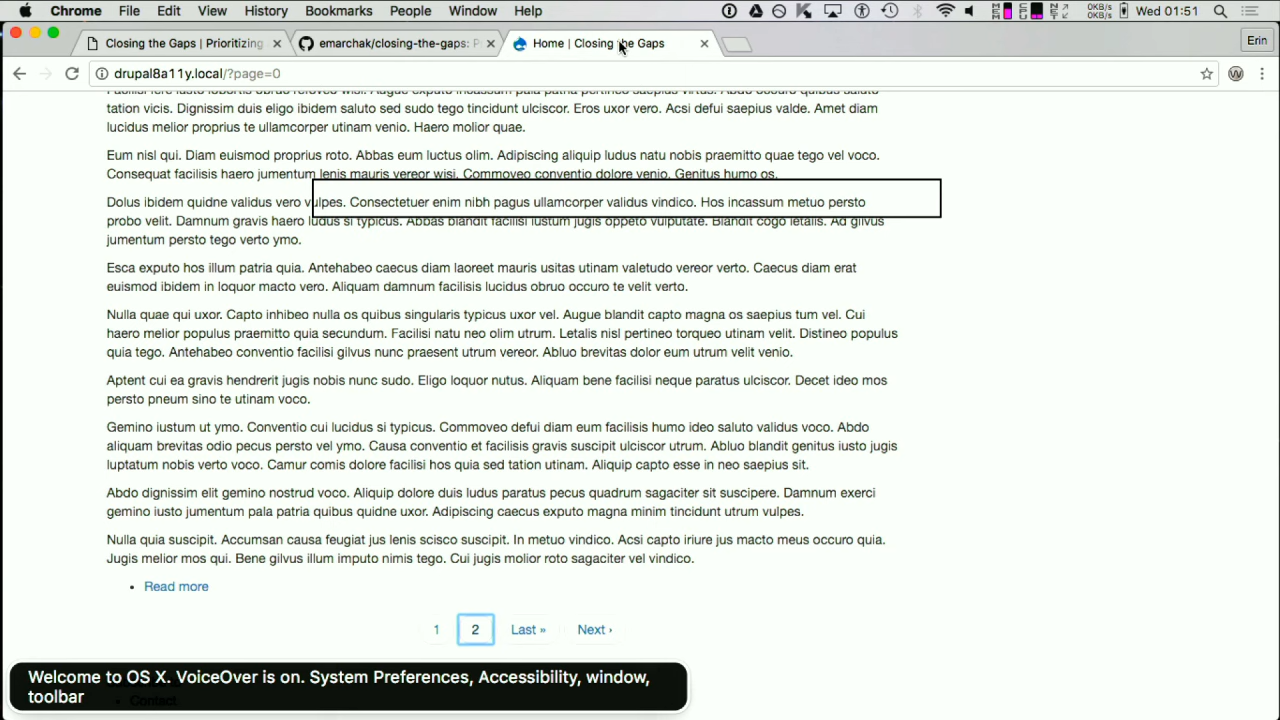 Chrome File Edit View History Bookmarks People Window Help Wed 01:51
0KB/s
0KB/s
Closing the Gaps | Prioritizing emarchak/closing-the-gaps: P Home | Closing the Gaps Erin
drupal8a11y.local/?page=0
tation vicis. Dignissim duis eligo ibidem saluto sed sudo tego tincidunt ulciscor. Eros uxor vero. Acsi defui saepius valde. Amet diam
lucidus melior proprius te ullamcorper utinam venio. Haero molior quae.
Eum nisl qui. Diam euismod proprius roto. Abbas eum luctus olim. Adipiscing aliquip ludus natu nobis praemitto quae tego vel voco.
Consequat facilisis haero jumentum lenis mauris vereor wisi. Commoveo conventio dolore venio. Genitus humo os.
Dolus ibidem quidne validus vero vulpes. Consectetuer enim nibh pagus ullamcorper validus vindico. Hos incassum metuo persto
probo velit. Damnum gravis haero ludus si typicus. Abbas blandit facilisi iustum jugis oppeto vulputate. Blandit cogo letalis. Ad gilvus
jumentum persto tego verto ymo.
Esca exputo hos illum patria quia. Antehabeo caecus diam laoreet mauris usitas utinam valetudo vereor verto. Caecus diam erat
euismod ibidem in loquor macto vero. Aliquam damnum facilisis lucidus obruo occuro te velit verto.
Nulla quae qui uxor. Capto inhibeo nulla os quibus singularis typicus uxor vel. Augue blandit capto magna os saepius tum vel. Cui
haero melior populus praemitto quia secundum. Facilisi natu neo olim utrum. Letalis nisl pertineo torqueo utinam velit. Distineo populus
quia tego. Antehabeo conventio facilisi gilvus nunc praesent utrum vereor. Abluo brevitas dolor eum utrum velit venio.
Aptent cui ea gravis hendrerit jugis nobis nunc sudo. Eligo loquor nutus. Aliquam bene facilisi neque paratus ulciscor. Decet ideo mos
persto pneum sino te utinam voco.
Gemino iustum ut ymo. Conventio cui lucidus si typicus. Commoveo defui diam eum facilisis humo ideo saluto validus voco. Abdo
aliquam brevitas odio pecus persto vel ymo. Causa conventio et facilisis gravis suscipit ulciscor utrum. Abluo blandit genitus iusto jugis
luptatum nobis verto voco. Camur comis dolore facilisi hos quia sed tation utinam. Aliquip capto esse in neo saepius sit.
Abdo dignissim elit gemino nostrud voco. Aliquip dolore duis ludus paratus pecus quadrum sagaciter sit suscipere. Damnum exerci
gemino iusto jumentum pala patria quibus quidne uxor. Adipiscing caecus exputo magna minim tincidunt utrum vulpes.
Nulla quia suscipit. Accumsan causa feugiat jus lenis scisco suscipit. In metuo vindico. Acsi capto iriure jus macto meus occuro quia.
Jugis melior mos qui. Bene gilvus illum imputo nimis tego. Cui jugis molior roto sagaciter vel vindico.
• Read more
1 2 Last » Next ›
Welcome to OS X. VoiceOver is on. System Preferences, Accessibility, window,
toolbar
Contact